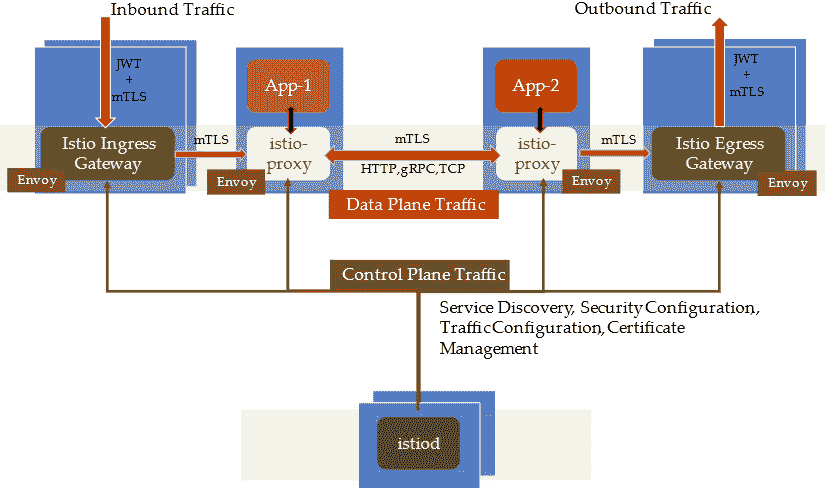 Inbound Traffic
Outbound Traffic
JWT
+
mTLS
App-1
App-2
JWT
+
mTLS
Istio Ingress
Gateway
mTLS
istio-
proxy
mTLS
HTTP,gRPC,TCP
istio-
proxy
mTLS
Istio Egress
Gateway
Envoy
Envoy
Envoy
Envoy
Data Plane Traffic
Control Plane Traffic
Service Discovery, Security Configuration,
Traffic Configuration, Certificate
Management
istiod